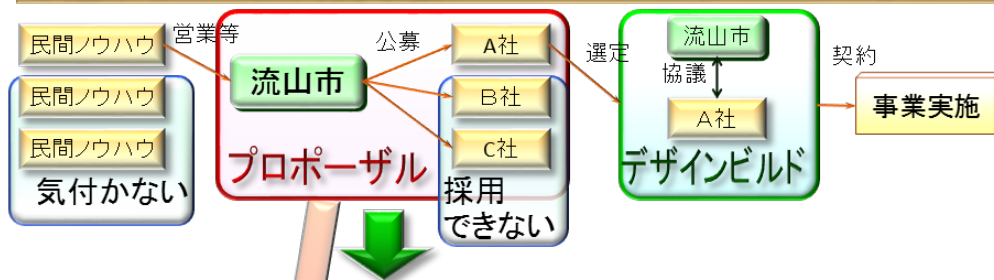 民間ノウハウ
営業等
民間ノウハウ
民間ノウハウ
気付かない
流山市
公募
A社
B社
C社
プロポーザル
採用
できない
選定
流山市
協議
A社
デザインビルド
契約
事業実施